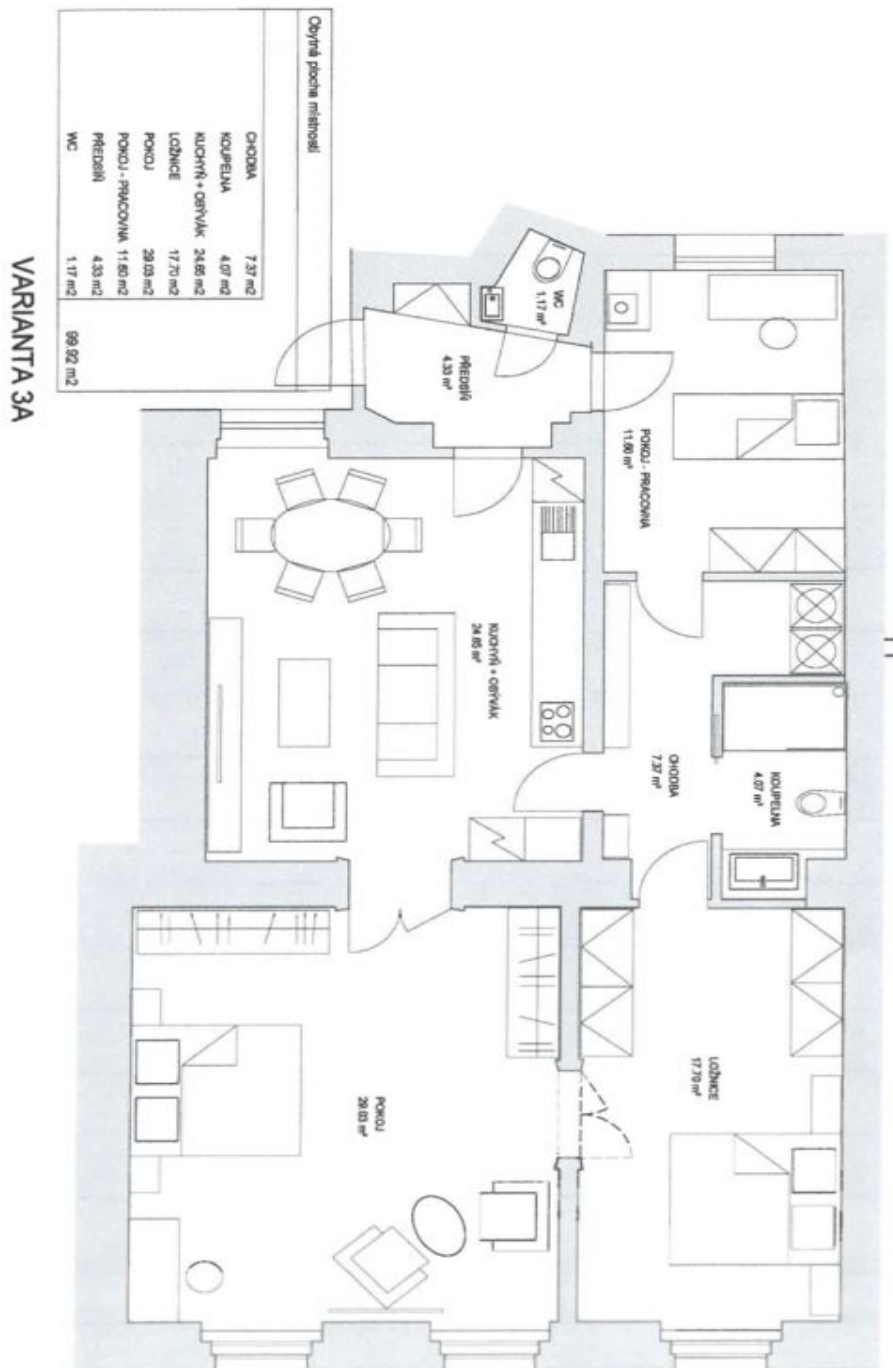 Obytná plocha místností
CHODBA 7.37 m2
KOUPELNA 4.07 m2
KUCHYŇ + OBÝVÁK 24.65 m2
LOŽNICE 17.70 m2
POKOJ 29.03 m2
POKOJ - PRACOVNA 11.60 m2
PŘEDSÍŇ 4.33 m2
WC 1.17 m2
99.92 m2
VARIANTA 3A
WC
1.17 m²
PŘEDSÍŇ
4.33 m²
POKOJ - PRACOVNA
11.60 m²
KUCHYŇ + OBÝVÁK
24.65 m²
CHODBA
7.37 m²
KOUPELNA
4.07 m²
POKOJ
29.03 m²
LOŽNICE
17.70 m²